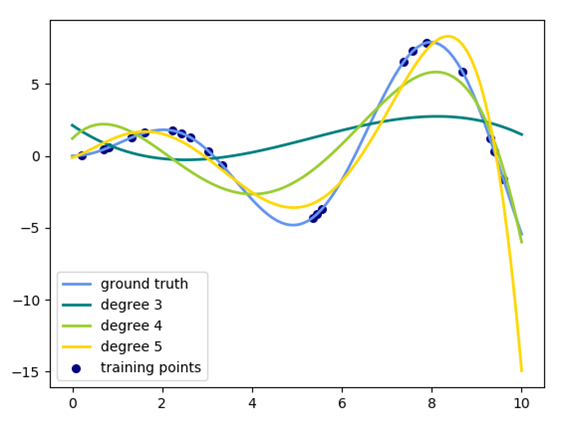 5
0
−5
−10
−15
ground truth
degree 3
degree 4
degree 5
training points
0 2 4 6 8 10